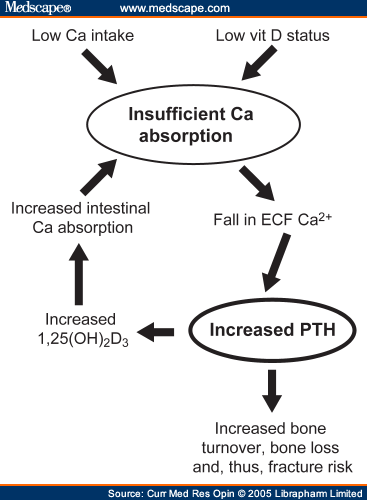 Medscape® www.medscape.com
Low Ca intake
Low vit D status
Insufficient Ca
absorption
Increased intestinal
Ca absorption
Fall in ECF Ca²⁺
Increased
1,25(OH)₂D₃
Increased PTH
Increased bone
turnover, bone loss
and, thus, fracture risk
Source: Curr Med Res Opin © 2005 Librapharm Limited